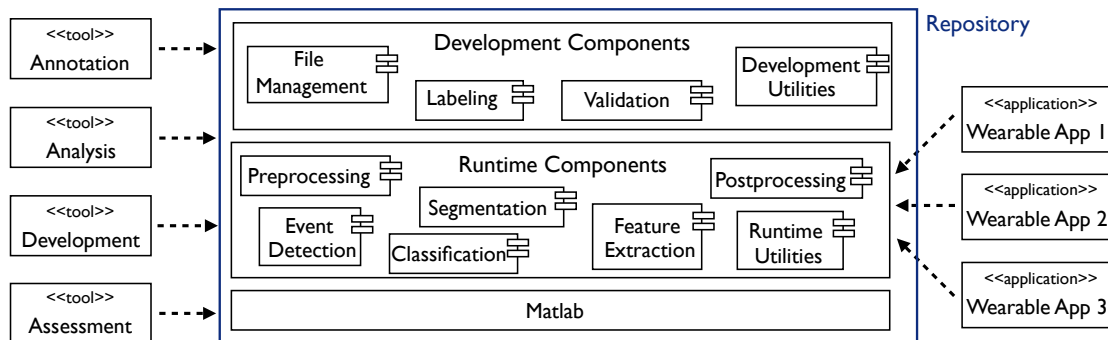 <<tool>>
Annotation
<<tool>>
Analysis
<<tool>>
Development
<<tool>>
Assessment
Repository
Development Components
File
Management
Labeling
Validation
Development
Utilities
Runtime Components
Preprocessing
Segmentation
Postprocessing
Event
Detection
Classification
Feature
Extraction
Runtime
Utilities
Matlab
<<application>>
Wearable App 1
<<application>>
Wearable App 2
<<application>>
Wearable App 3